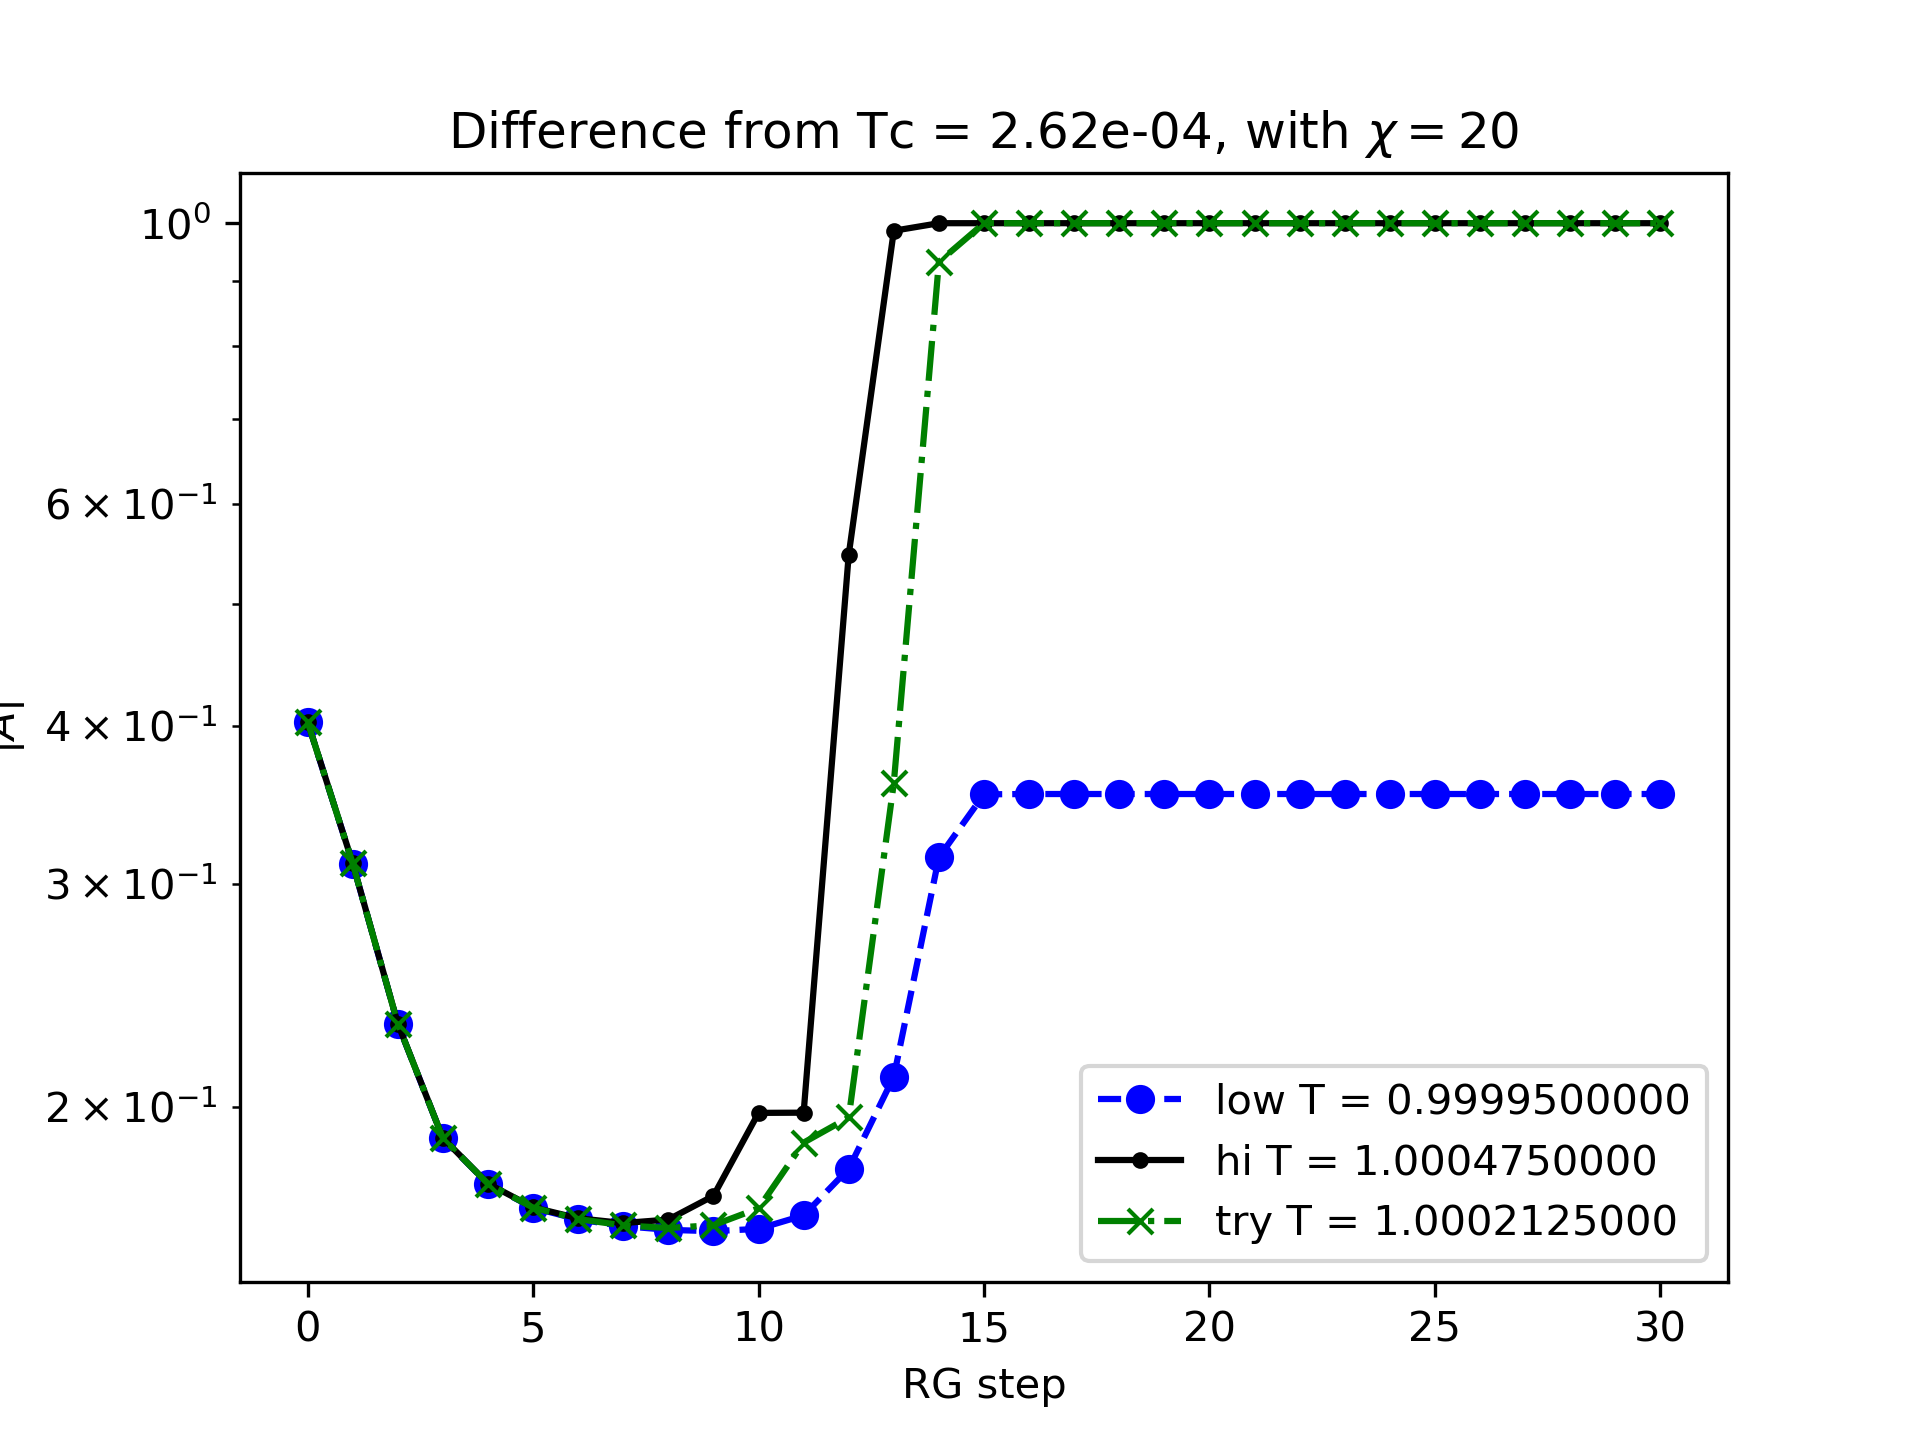 Difference from Tc = 2.62e-04, with χ = 20
10⁰
6 × 10⁻¹
4 × 10⁻¹
3 × 10⁻¹
2 × 10⁻¹
|A|
low T = 0.9999500000
hi T = 1.0004750000
try T = 1.0002125000
0 5 10 15 20 25 30
RG step